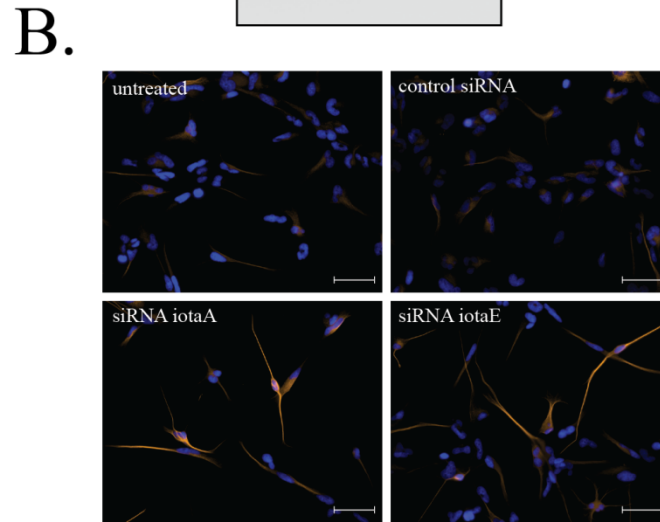 B.
untreated
control siRNA
siRNA iotaA
siRNA iotaE